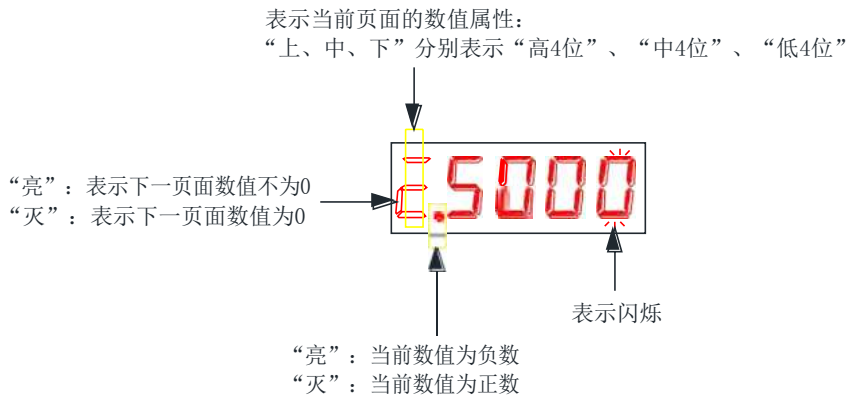 表示当前页面的数值属性：
“上、中、下”分别表示“高4位”、“中4位”、“低4位”
5000
“亮”：表示下一页面数值不为0
“灭”：表示下一页面数值为0
表示闪烁
“亮”：当前数值为负数
“灭”：当前数值为正数